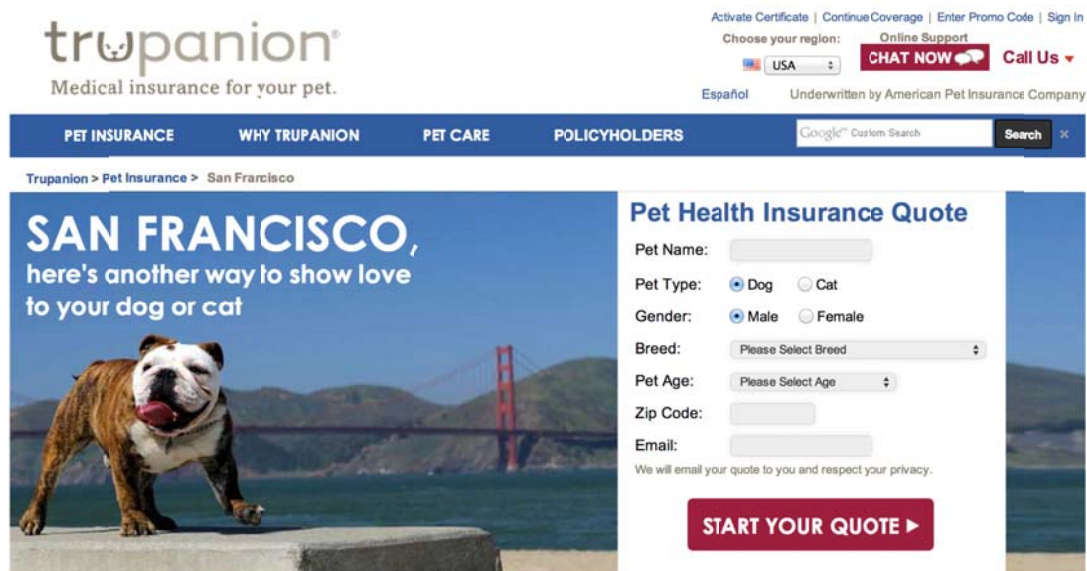 trupanion®
Medical insurance for your pet.
Activate Certificate | Continue Coverage | Enter Promo Code | Sign In
Choose your region:
USA
Online Support
CHAT NOW
Call Us
Español
Underwritten by American Pet Insurance Company
PET INSURANCE WHY TRUPANION PET CARE POLICYHOLDERS
Google™ Custom Search
Search ×
Trupanion > Pet Insurance > San Francisco
SAN FRANCISCO,
here's another way to show love
to your dog or cat
Pet Health Insurance Quote
Pet Name:
Pet Type: Dog Cat
Gender: Male Female
Breed: Please Select Breed
Pet Age: Please Select Age
Zip Code:
Email:
We will email your quote to you and respect your privacy.
START YOUR QUOTE